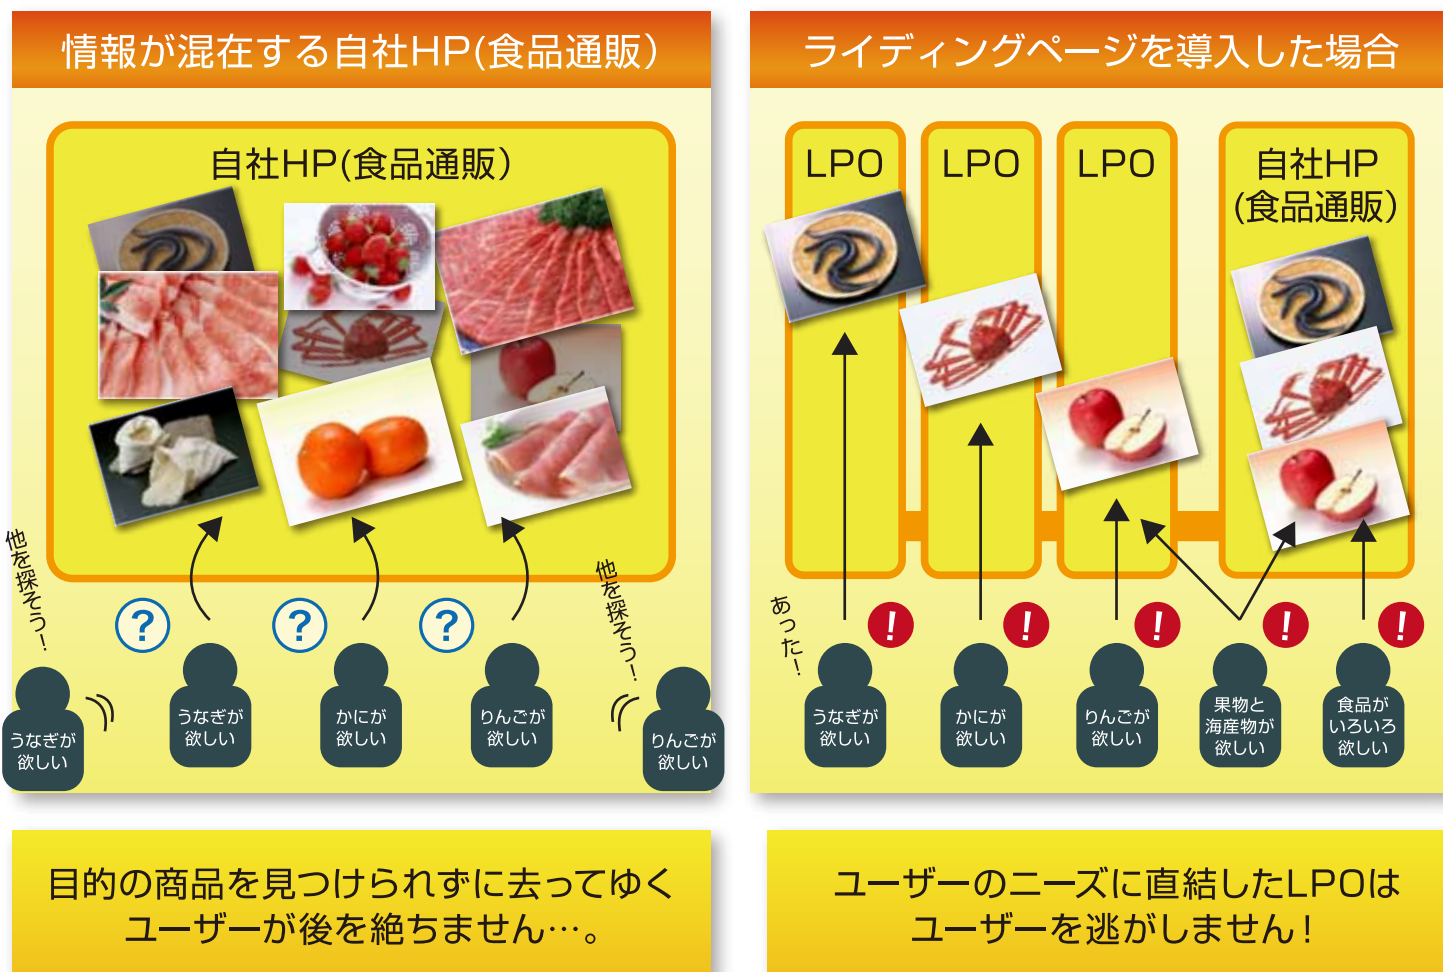 情報が混在する自社HP(食品通販)
自社HP(食品通販)
他を探そう!
他を探そう!
?
?
?
うなぎが
欲しい
うなぎが
欲しい
かにが
欲しい
りんごが
欲しい
りんごが
欲しい
目的の商品を見つけられずに去ってゆく
ユーザーが後を絶ちません…。
ライディングページを導入した場合
LPO
LPO
LPO
自社HP
(食品通販)
あった!
!
!
!
!
!
うなぎが
欲しい
かにが
欲しい
りんごが
欲しい
果物と
海産物が
欲しい
食品が
いろいろ
欲しい
ユーザーのニーズに直結したLPOは
ユーザーを逃がしません!